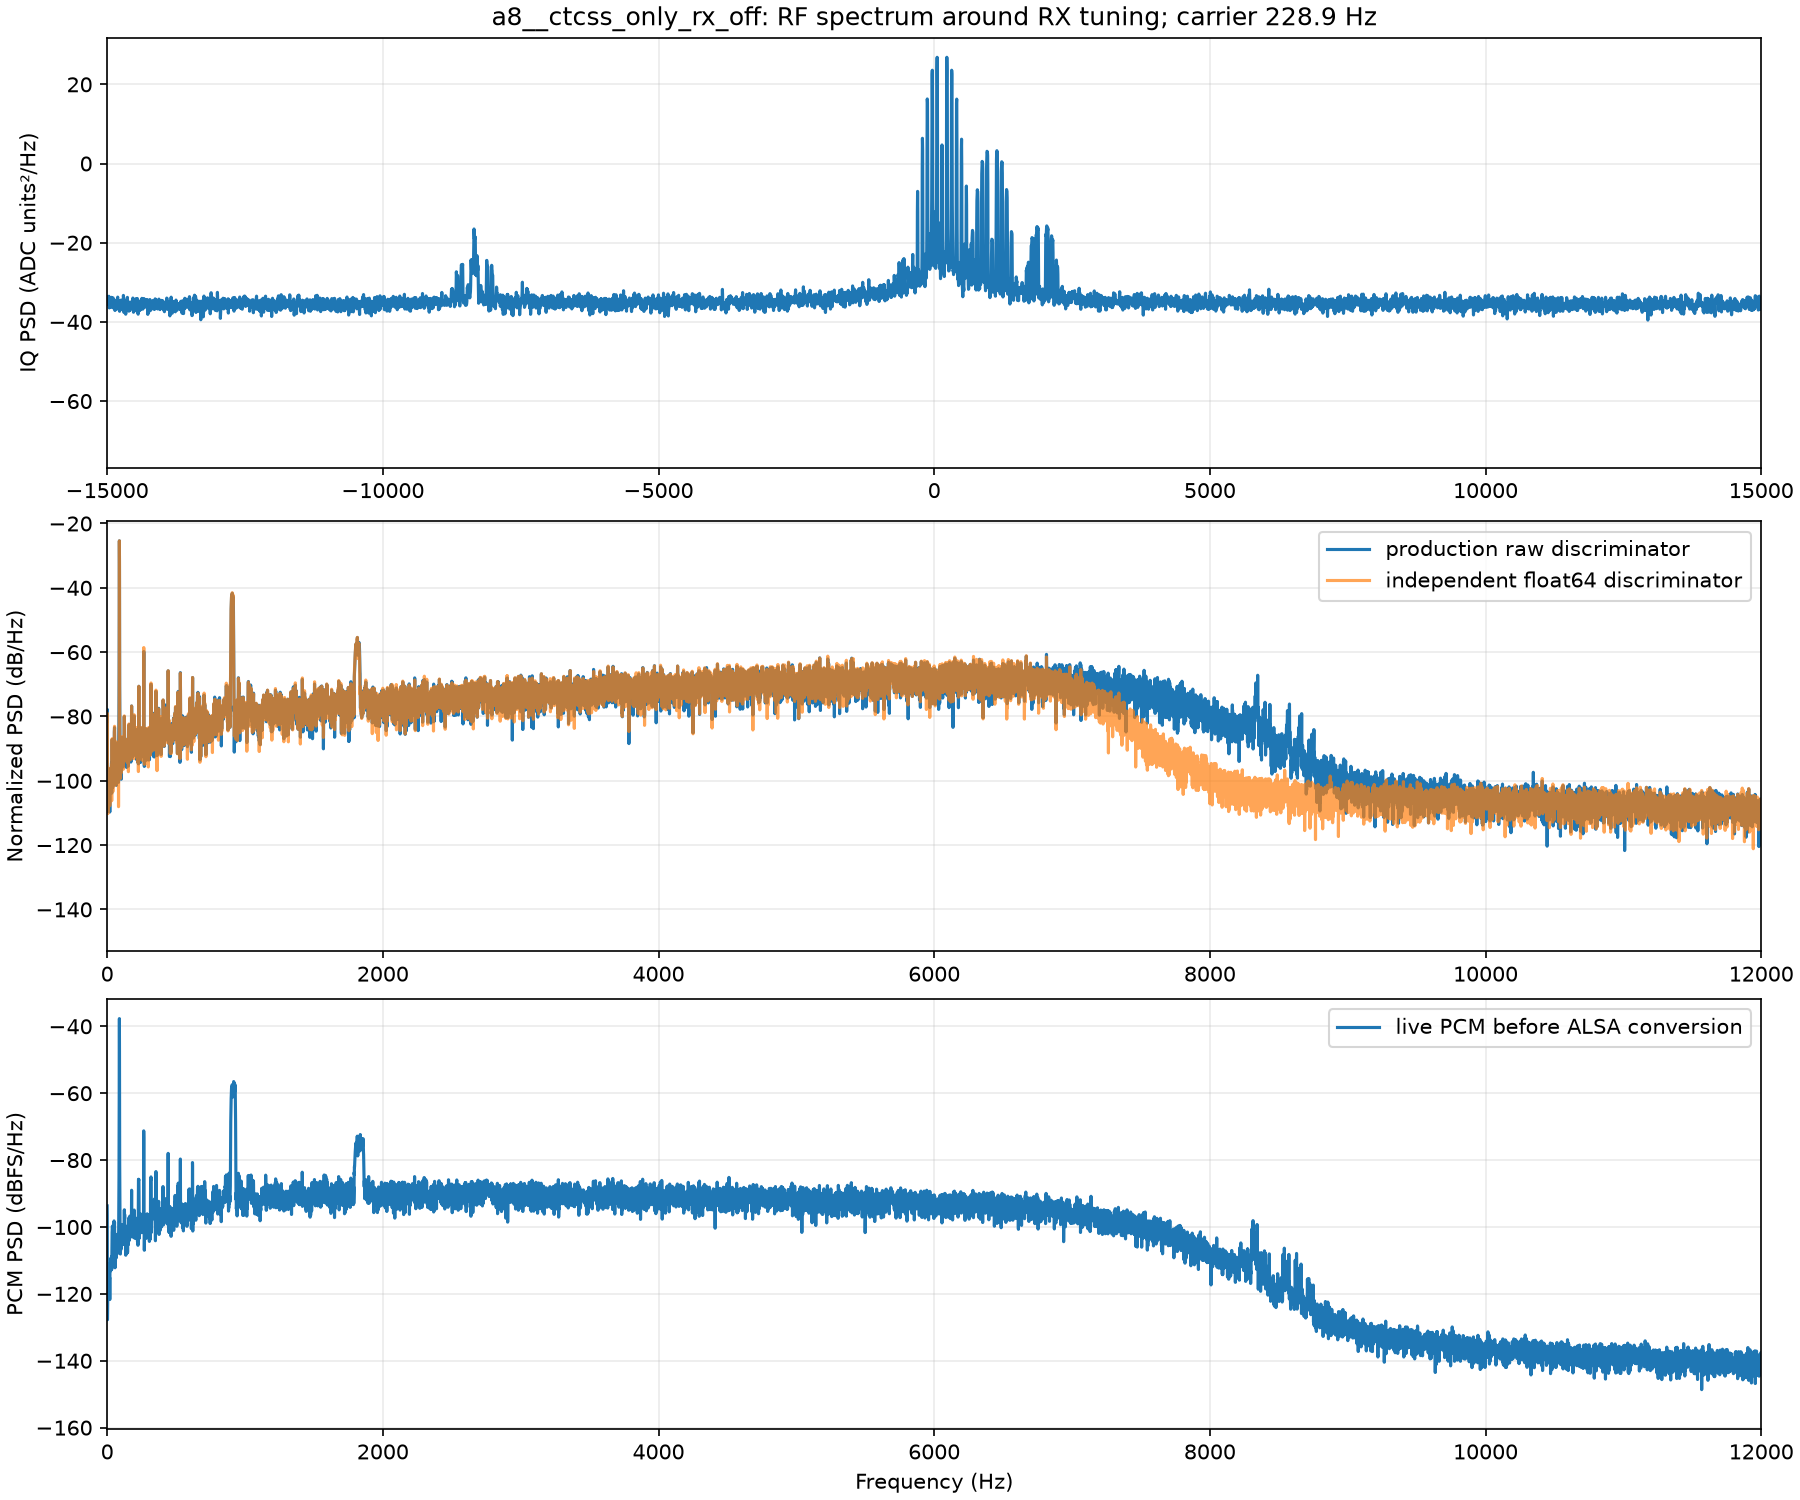 a8__ctcss_only_rx_off: RF spectrum around RX tuning; carrier 228.9 Hz
IQ PSD (ADC units²/Hz)
20
0
−20
−40
−60
−15000 −10000 −5000 0 5000 10000 15000
Normalized PSD (dB/Hz)
−20
−40
−60
−80
−100
−120
−140
production raw discriminator
independent float64 discriminator
0 2000 4000 6000 8000 10000 12000
PCM PSD (dBFS/Hz)
−40
−60
−80
−100
−120
−140
−160
live PCM before ALSA conversion
0 2000 4000 6000 8000 10000 12000
Frequency (Hz)